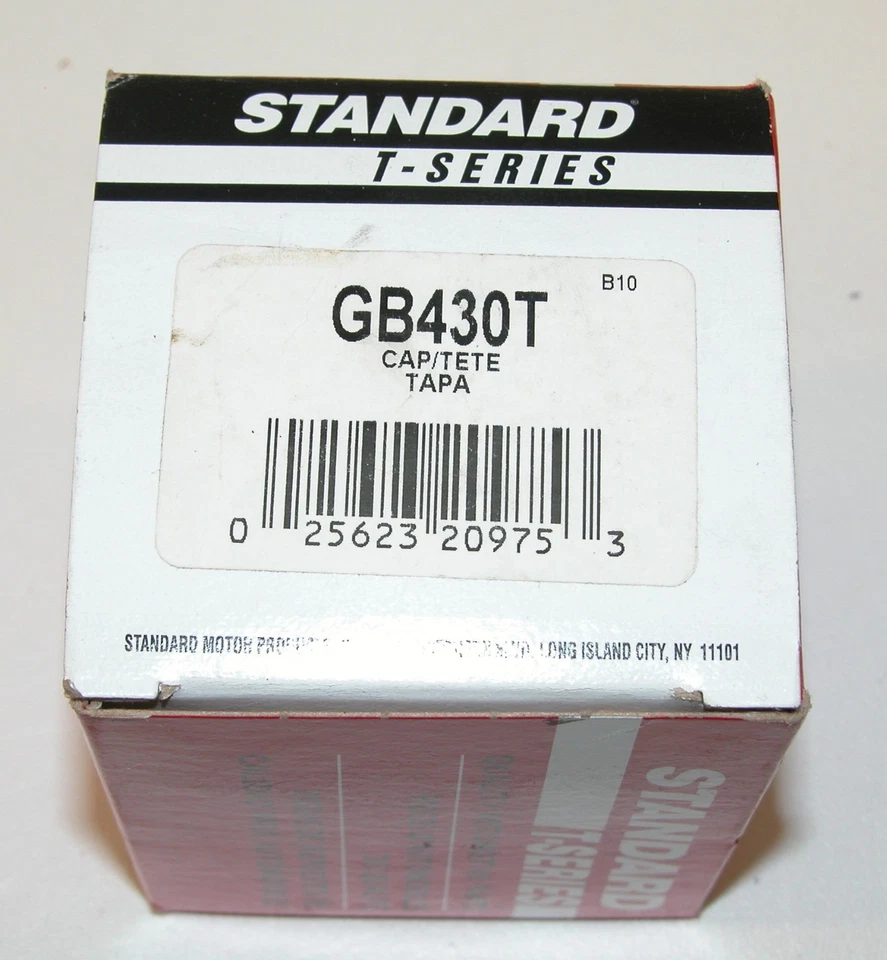 STANDARD®
T-SERIES
B10
GB430T
CAP/TETE
TAPA
0 25623 20975 3
STANDARD MOTOR LONG ISLAND CITY, NY 11101
STANDARD
T-SERIES